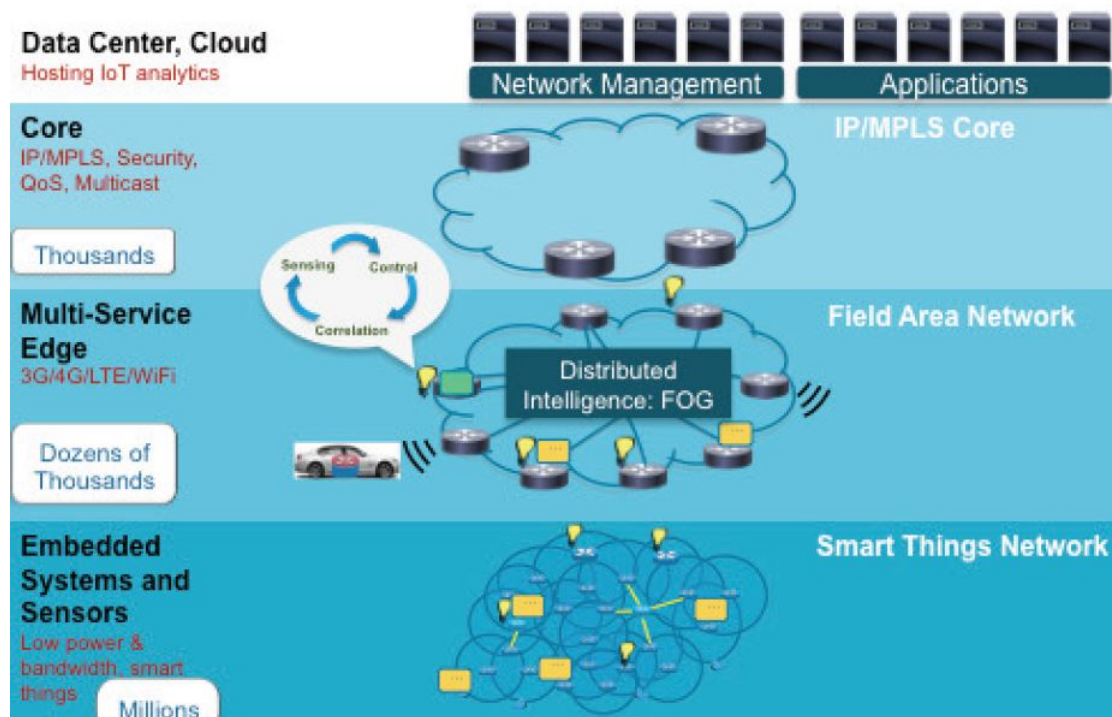 Data Center, Cloud
Hosting IoT analytics
Network Management
Applications
Core
IP/MPLS, Security,
QoS, Multicast
IP/MPLS Core
Thousands
Sensing
Control
Correlation
Multi-Service
Edge
3G/4G/LTE/WiFi
Field Area Network
Distributed
Intelligence: FOG
Dozens of
Thousands
Embedded
Systems and
Sensors
Low power &
bandwidth, smart
things
Smart Things Network
Millions